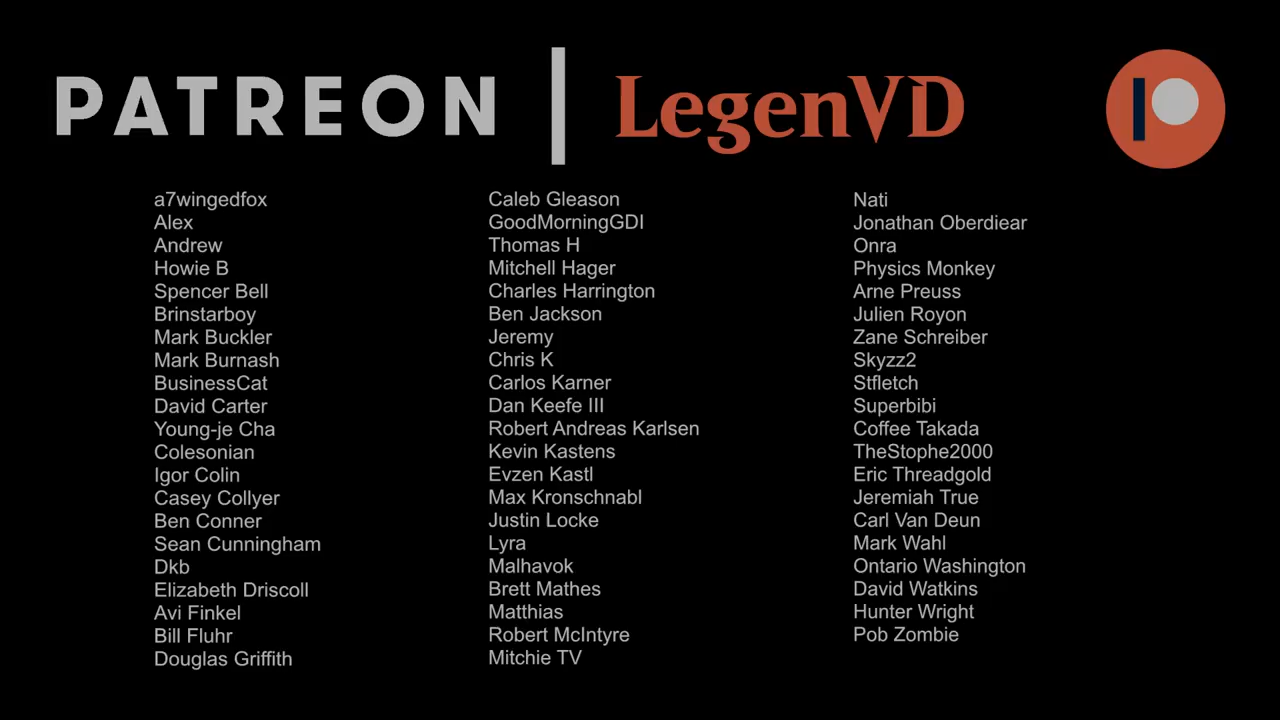 PATREON | LegenVD
a7wingedfox
Alex
Andrew
Howie B
Spencer Bell
Brinstarboy
Mark Buckler
Mark Burnash
BusinessCat
David Carter
Young-je Cha
Colesonian
Igor Colin
Casey Collyer
Ben Conner
Sean Cunningham
Dkb
Elizabeth Driscoll
Avi Finkel
Bill Fluhr
Douglas Griffith
Caleb Gleason
GoodMorningGDI
Thomas H
Mitchell Hager
Charles Harrington
Ben Jackson
Jeremy
Chris K
Carlos Karner
Dan Keefe III
Robert Andreas Karlsen
Kevin Kastens
Evzen Kastl
Max Kronschnabl
Justin Locke
Lyra
Malhavok
Brett Mathes
Matthias
Robert McIntyre
Mitchie TV
Nati
Jonathan Oberdiear
Onra
Physics Monkey
Arne Preuss
Julien Royon
Zane Schreiber
Skyzz2
Stfletch
Superbibi
Coffee Takada
TheStophe2000
Eric Threadgold
Jeremiah True
Carl Van Deun
Mark Wahl
Ontario Washington
David Watkins
Hunter Wright
Pob Zombie